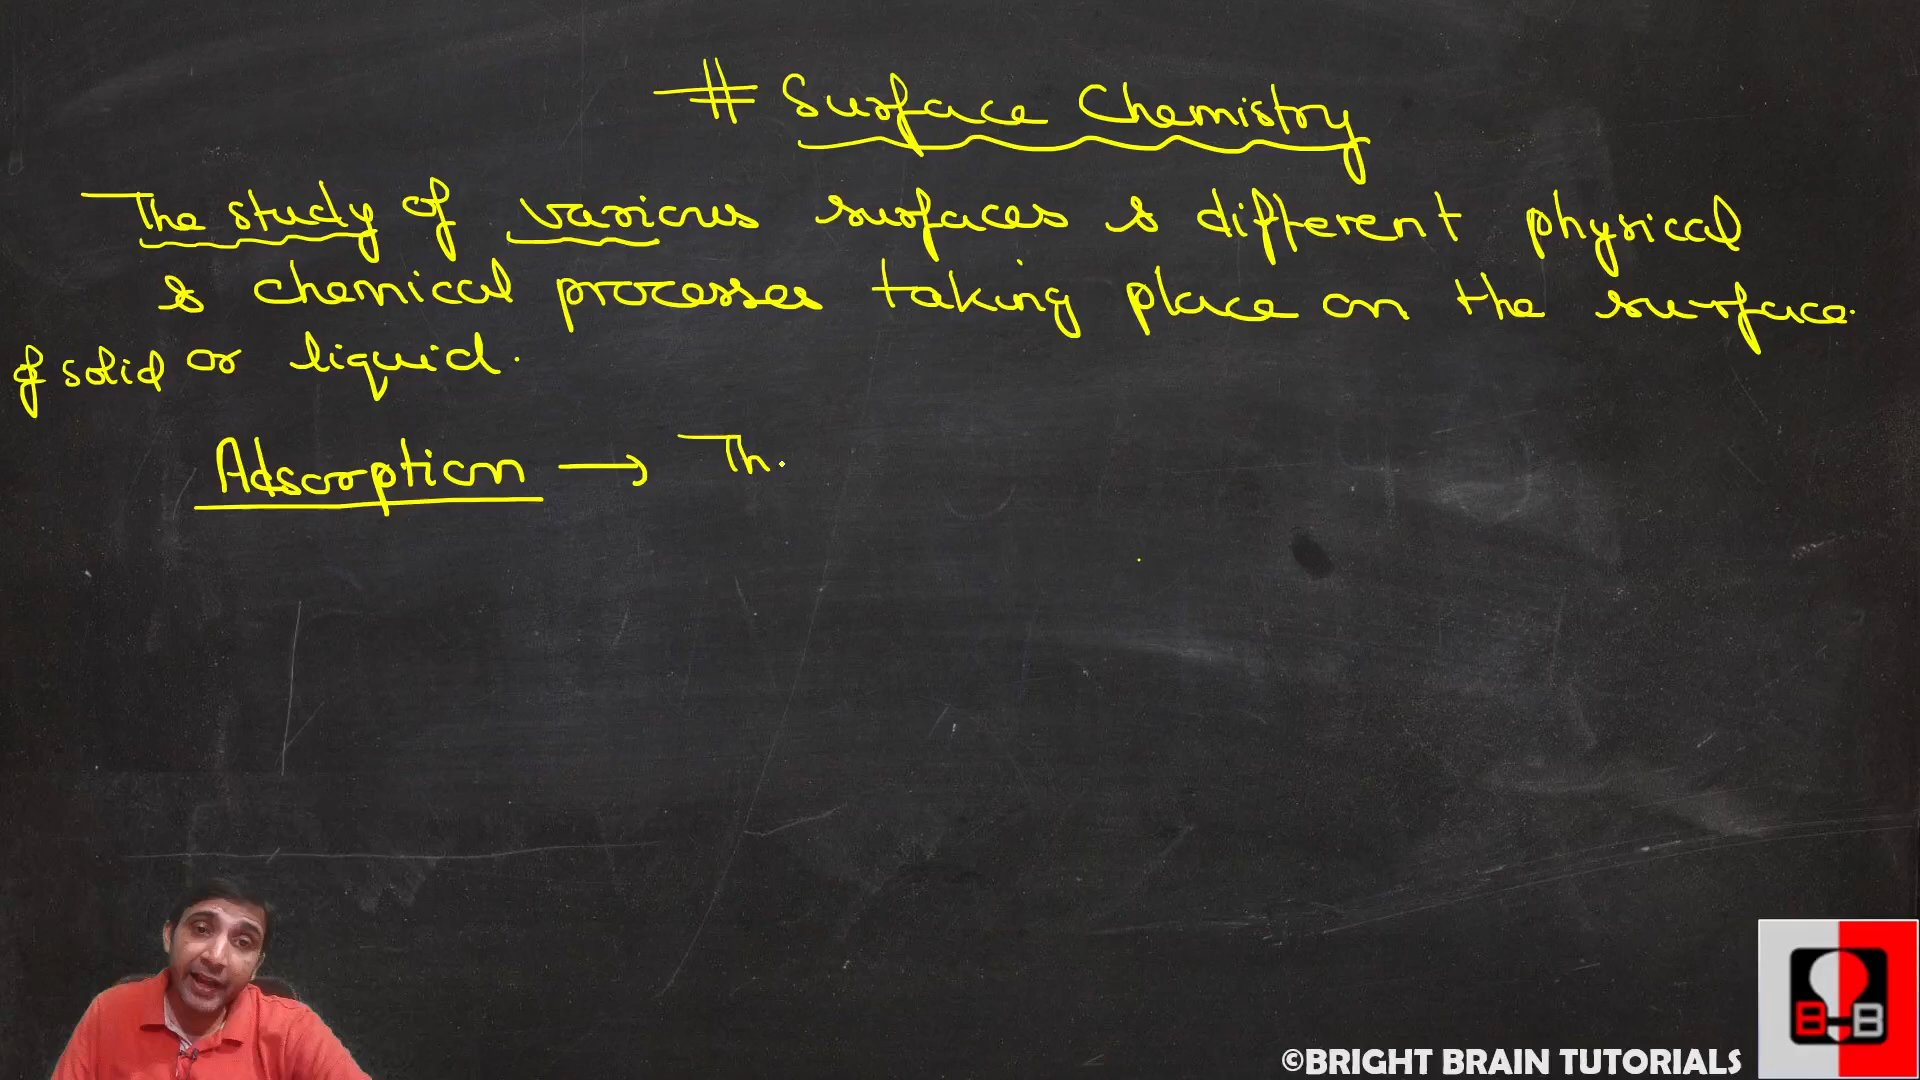 # Surface Chemistry
The study of various surfaces & different physical
& chemical processes taking place on the surface.
of solid or liquid.
Adsorption → Th
B B
©BRIGHT BRAIN TUTORIALS